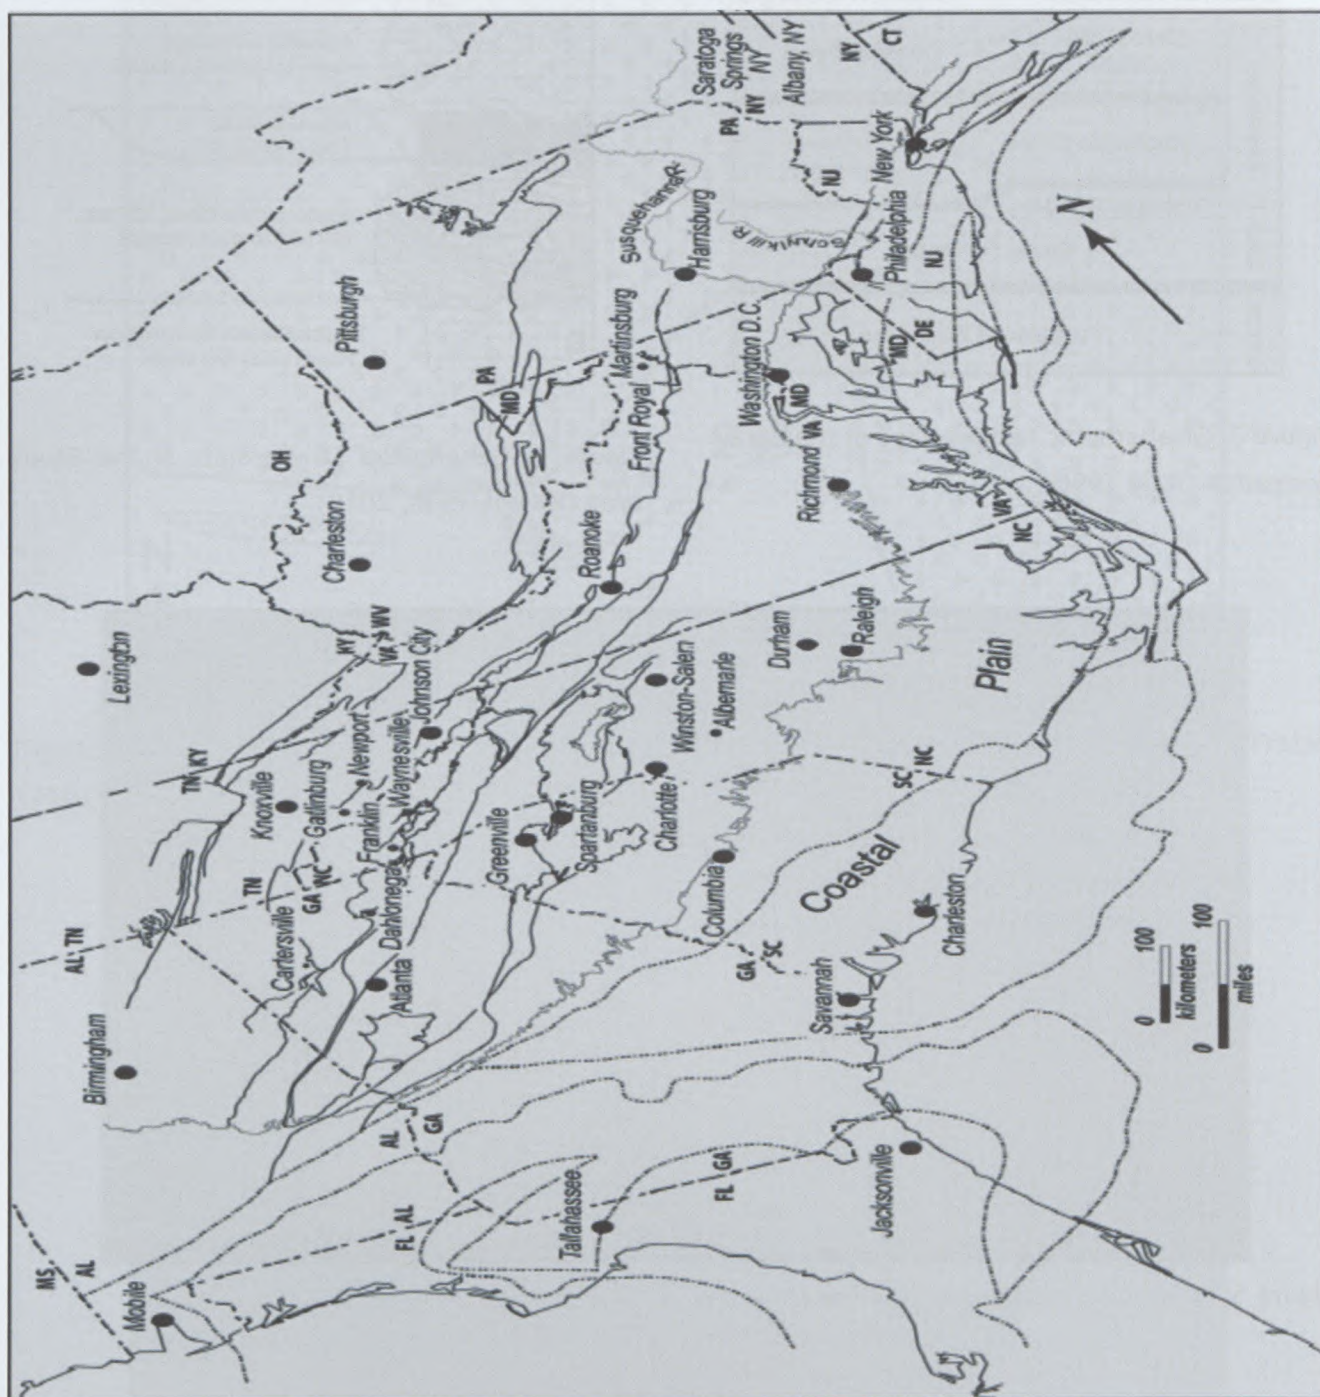 Saratoga
Springs
NY
Albany, NY
NY
CT
PA
NY
New York
NJ
Susquehanna R.
Schylkill R.
Harrisburg
Philadelphia
NJ
N
Pittsburgh
Martinsburg
Washington D.C.
MD
DE
PA
MD
Front Royal
MD
VA
Richmond
OH
Charleston
Roanoke
VA
NC
Lexington
KY
VA
WV
Johnson City
Durham
Raleigh
Winston-Salem
Albemarle
Plain
TN
KY
Knoxville
Gatlinburg
Newport
Waynesville
Franklin
Greenville
Spartanburg
Charlotte
SC
NC
TN
GA
NC
Dahlonega
Columbia
Coastal
Charleston
AL
TN
Cartersville
Atlanta
GA
SC
Savannah
0 100
kilometers
0 100
miles
Birmingham
AL
GA
FL
AL
FL
GA
Tallahassee
Jacksonville
MS
AL
Mobile